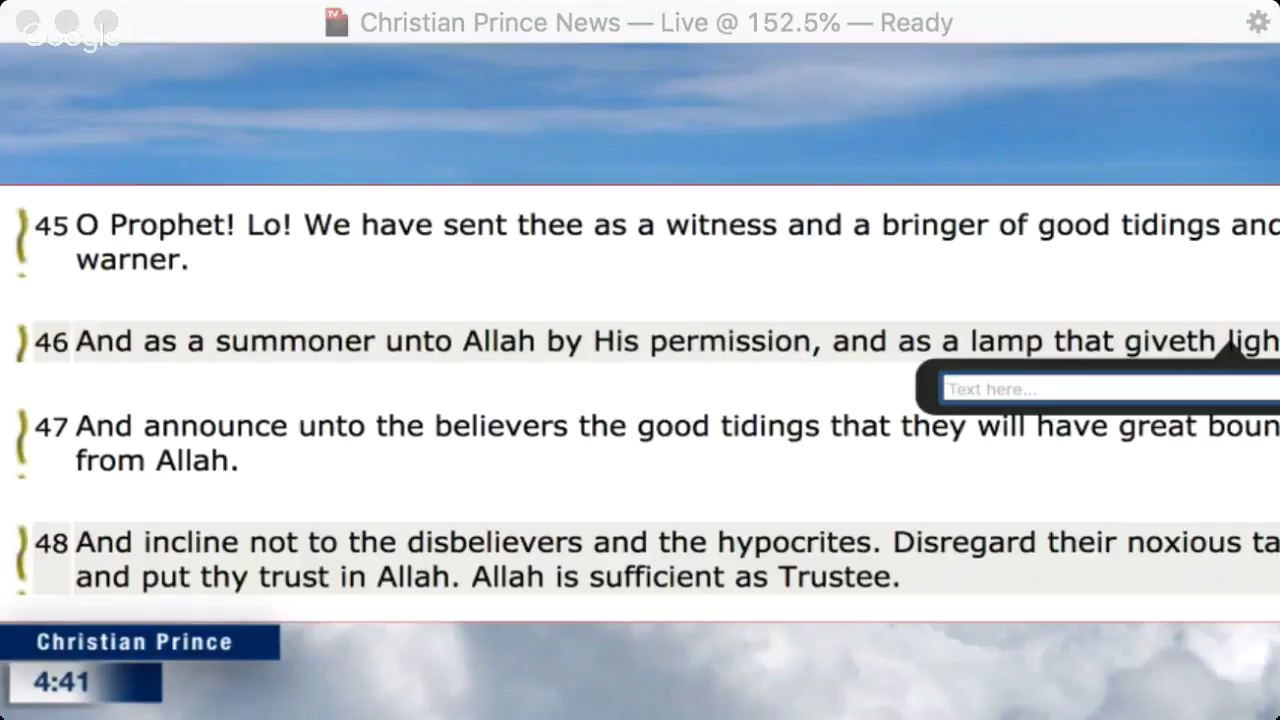 Christian Prince News — Live @ 152.5% — Ready
Google
45 O Prophet! Lo! We have sent thee as a witness and a bringer of good tidings and
warner.
46 And as a summoner unto Allah by His permission, and as a lamp that giveth
Text here...
47 And announce unto the believers the good tidings that they will have great
from Allah.
48 And incline not to the disbelievers and the hypocrites. Disregard their noxious
and put thy trust in Allah. Allah is sufficient as Trustee.
Christian Prince
4:41